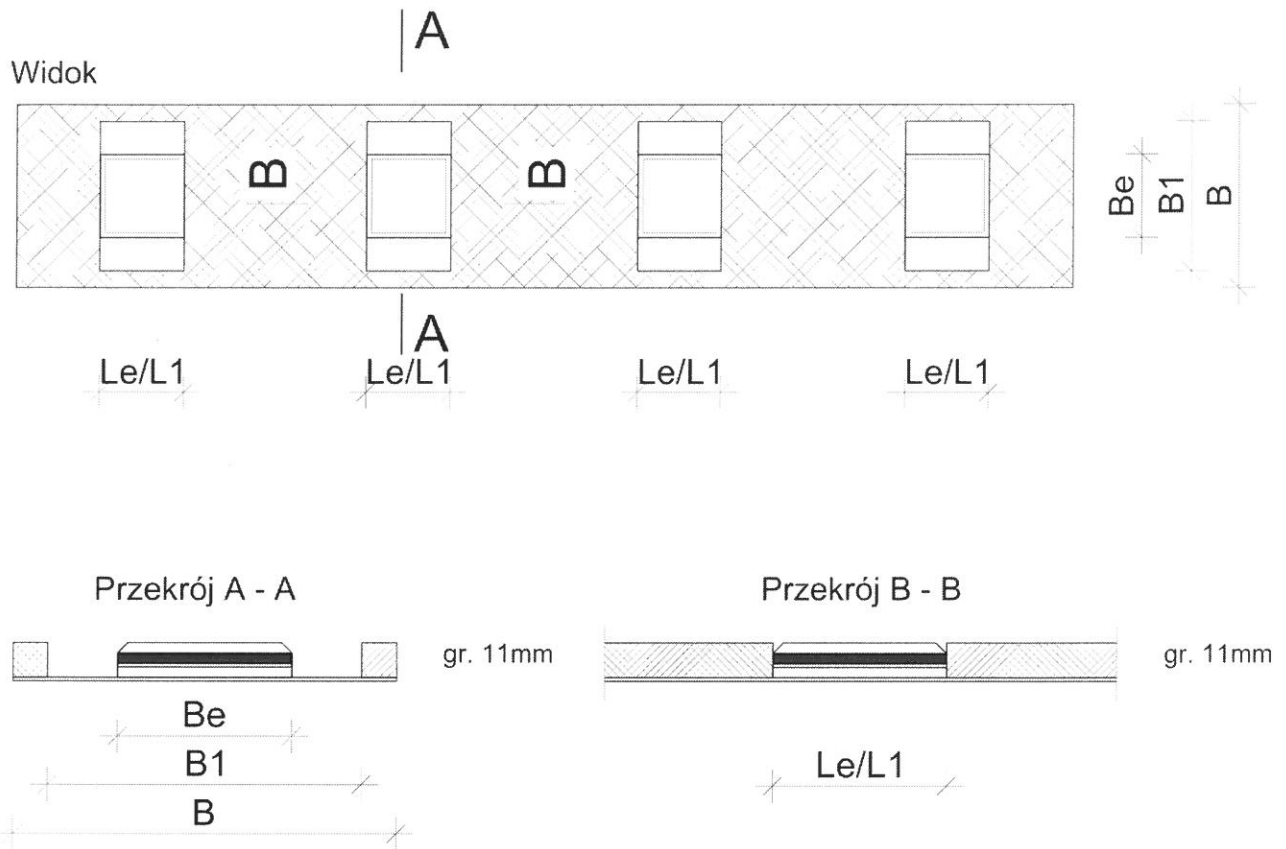 A
Widok
B B
Be
B1
B
A
Le/L1 Le/L1 Le/L1 Le/L1
Przekrój A - A
Przekrój B - B
gr. 11mm
gr. 11mm
Be
B1
B
Le/L1